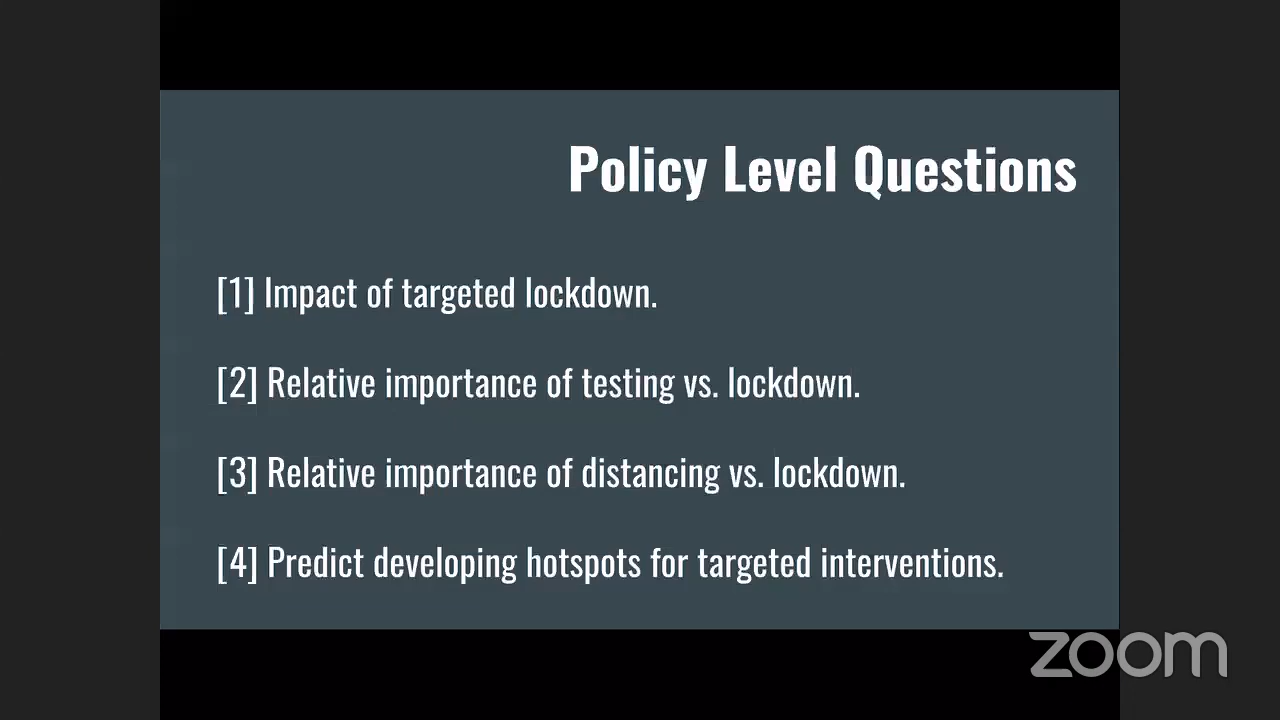 Policy Level Questions
[1] Impact of targeted lockdown.
[2] Relative importance of testing vs. lockdown.
[3] Relative importance of distancing vs. lockdown.
[4] Predict developing hotspots for targeted interventions.
zoom